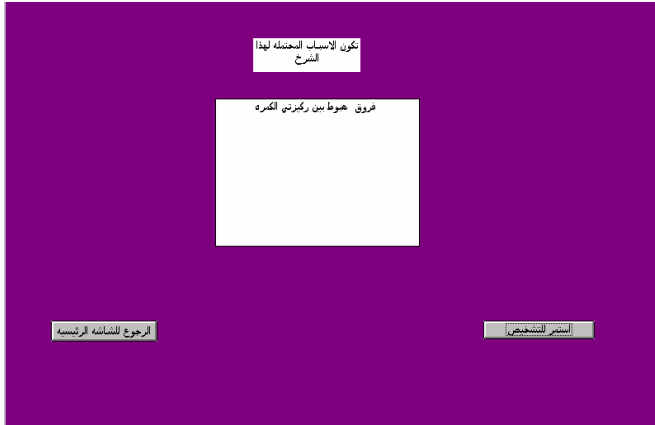 تكون الاسباب المحتمله لهذا
الشرخ
فروق هبوط بين ركيزتي الكمره
الرجوع للشاشه الرئيسيه
استمر للتشخيص